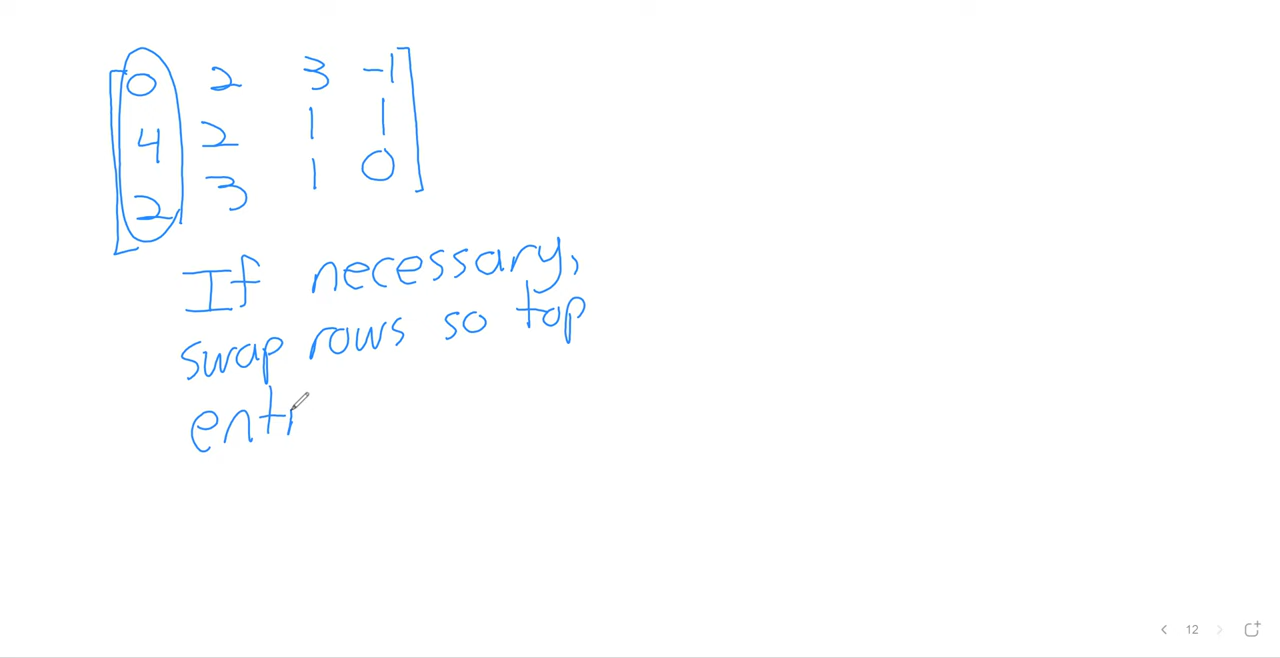 0 2 3 -1
4 2 1 1
2 3 1 0
If necessary,
swap rows so top
entr
12